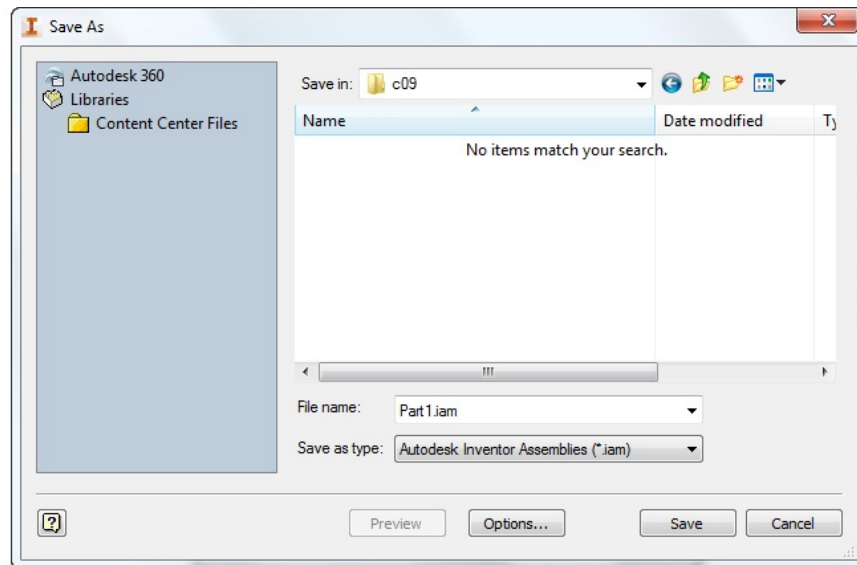 Save As
Autodesk 360
Libraries
Content Center Files
Save in: c09
Name Date modified Ty
No items match your search.
File name: Part1.iam
Save as type: Autodesk Inventor Assemblies (*.iam)
Preview Options... Save Cancel